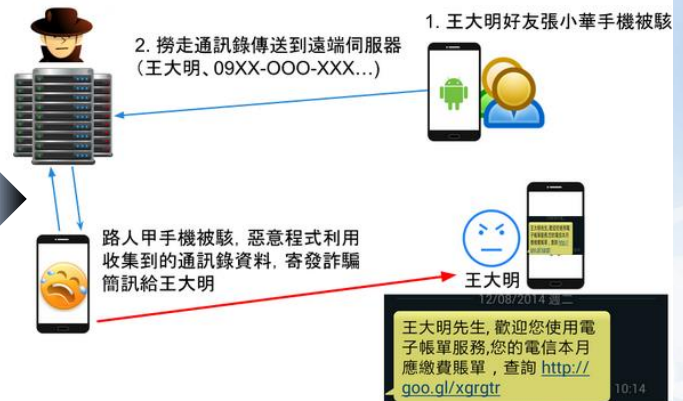 1. 王大明好友張小華手機被駭
2. 撈走通訊錄傳送到遠端伺服器
(王大明、09XX-OOO-XXX...)
路人甲手機被駭, 惡意程式利用
收集到的通訊錄資料, 寄發詐騙
簡訊給王大明
王大明
12/08/2014 週二
王大明先生, 歡迎您使用電
子帳單服務,您的電信本月
應繳費賬單，查詢 http://
goo.gl/xgrgtr
10:14